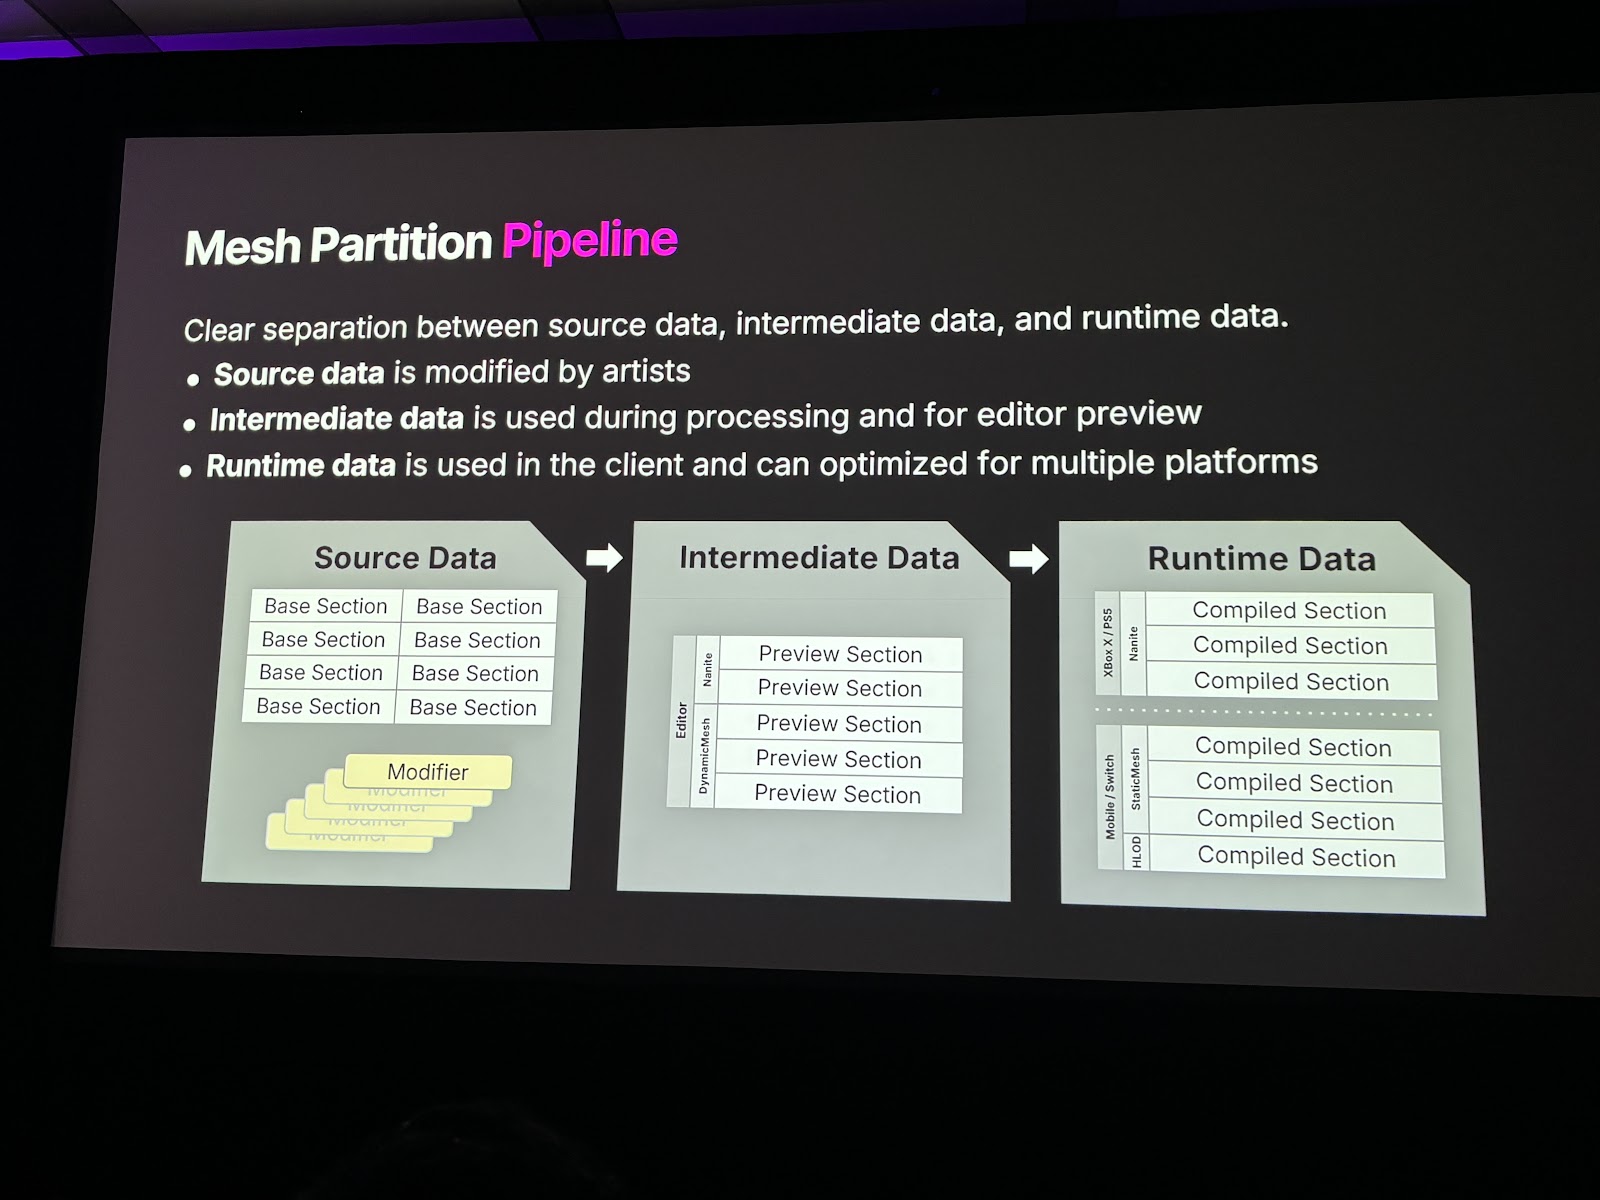 Mesh Partition Pipeline
Clear separation between source data, intermediate data, and runtime data.
• Source data is modified by artists
• Intermediate data is used during processing and for editor preview
• Runtime data is used in the client and can optimized for multiple platforms
Source Data
Base Section Base Section
Base Section Base Section
Base Section Base Section
Base Section Base Section
Modifier
Modifier
Modifier
Modifier
Modifier
Intermediate Data
Editor
Nanite
Preview Section
Preview Section
DynamicMesh
Preview Section
Preview Section
Preview Section
Runtime Data
XBox X / PS5
Nanite
Compiled Section
Compiled Section
Compiled Section
Mobile / Switch
StaticMesh
Compiled Section
Compiled Section
Compiled Section
HLOD
Compiled Section